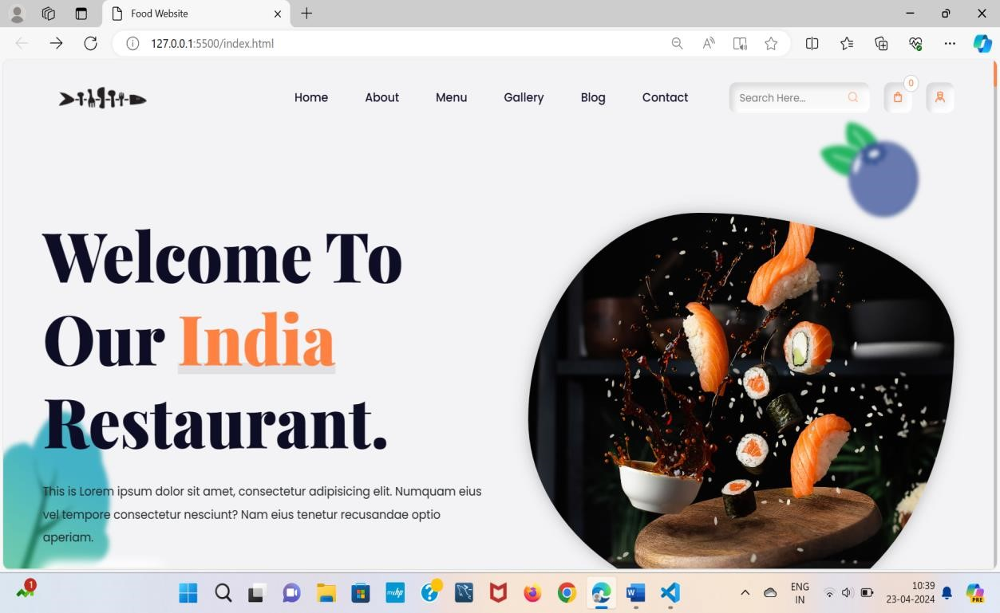 Food Website
127.0.0.1:5500/index.html
Home About Menu Gallery Blog Contact Search Here... 0
Welcome To
Our India
Restaurant.
This is Lorem ipsum dolor sit amet, consectetur adipisicing elit. Numquam eius
vel tempore consectetur nesciunt? Nam eius tenetur recusandae optio
aperiam.
1
myhp
ENG
IN
10:39
23-04-2024
PRE